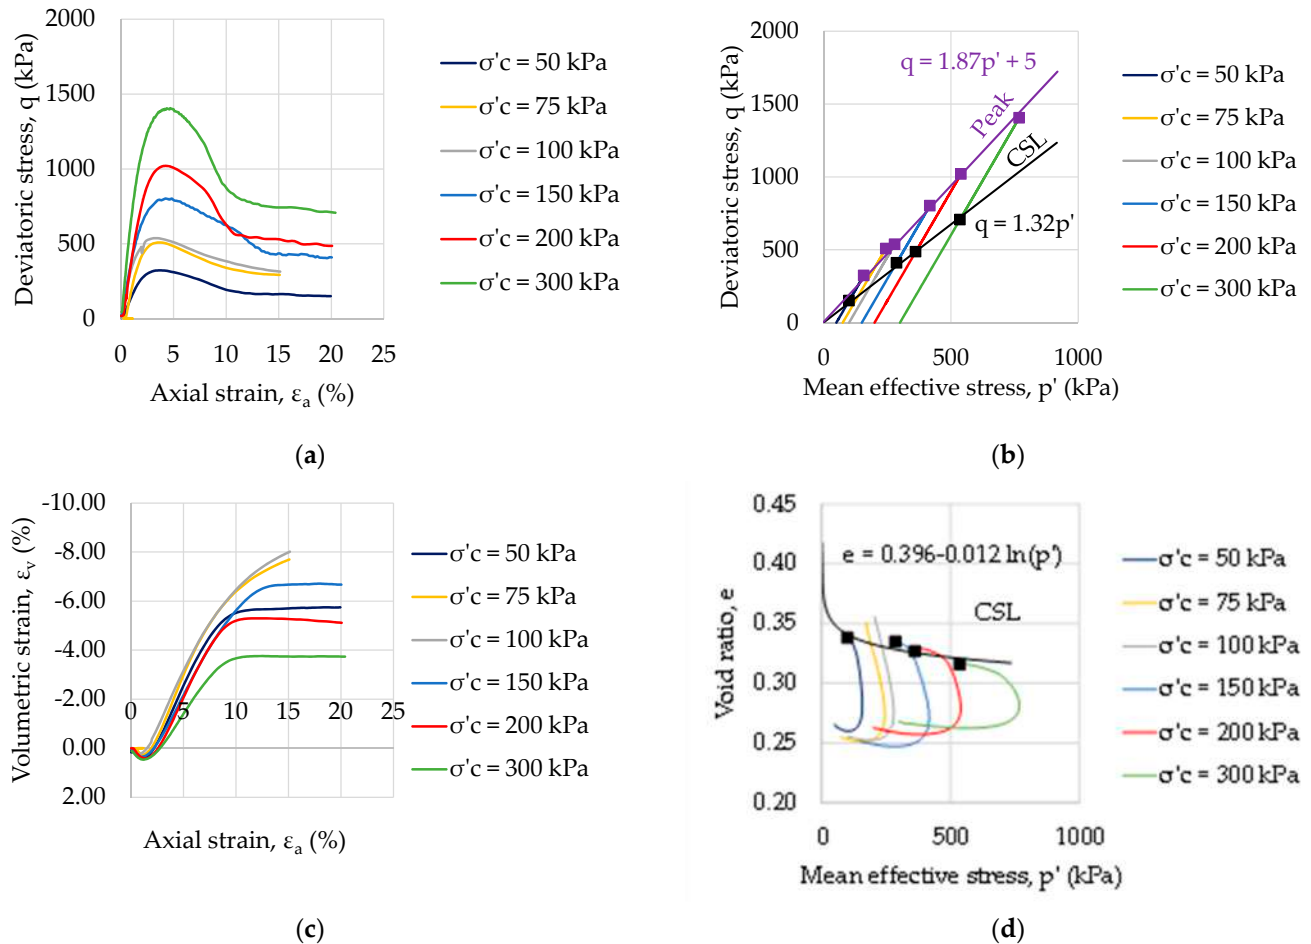 2000
1500
1000
500
0
0
5
10
15
20
25
Deviatoric stress, q (kPa)
Axial strain, εa (%)
σ'c = 50 kPa
σ'c = 75 kPa
σ'c = 100 kPa
σ'c = 150 kPa
σ'c = 200 kPa
σ'c = 300 kPa
(a)
2000
1500
1000
500
0
0
500
1000
Deviatoric stress, q (kPa)
Mean effective stress, p' (kPa)
q = 1.87p' + 5
Peak
CSL
q = 1.32p'
σ'c = 50 kPa
σ'c = 75 kPa
σ'c = 100 kPa
σ'c = 150 kPa
σ'c = 200 kPa
σ'c = 300 kPa
(b)
-10.00
-8.00
-6.00
-4.00
-2.00
0.00
2.00
0
5
10
15
20
25
Volumetric strain, εv (%)
Axial strain, εa (%)
σ'c = 50 kPa
σ'c = 75 kPa
σ'c = 100 kPa
σ'c = 150 kPa
σ'c = 200 kPa
σ'c = 300 kPa
(c)
0.45
0.40
0.35
0.30
0.25
0.20
0
500
1000
Void ratio, e
Mean effective stress, p' (kPa)
e = 0.396-0.012 ln(p')
CSL
σ'c = 50 kPa
σ'c = 75 kPa
σ'c = 100 kPa
σ'c = 150 kPa
σ'c = 200 kPa
σ'c = 300 kPa
(d)